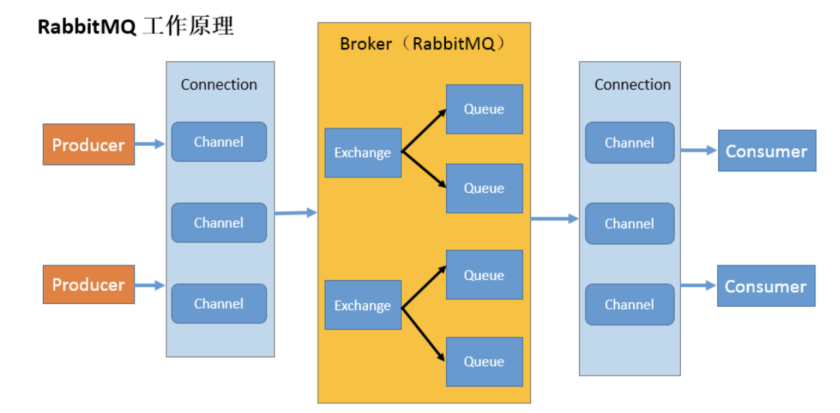 RabbitMQ 工作原理
Broker（RabbitMQ）
Connection
Connection
Producer
Channel
Exchange
Queue
Queue
Channel
Consumer
Channel
Channel
Producer
Channel
Exchange
Queue
Queue
Channel
Consumer